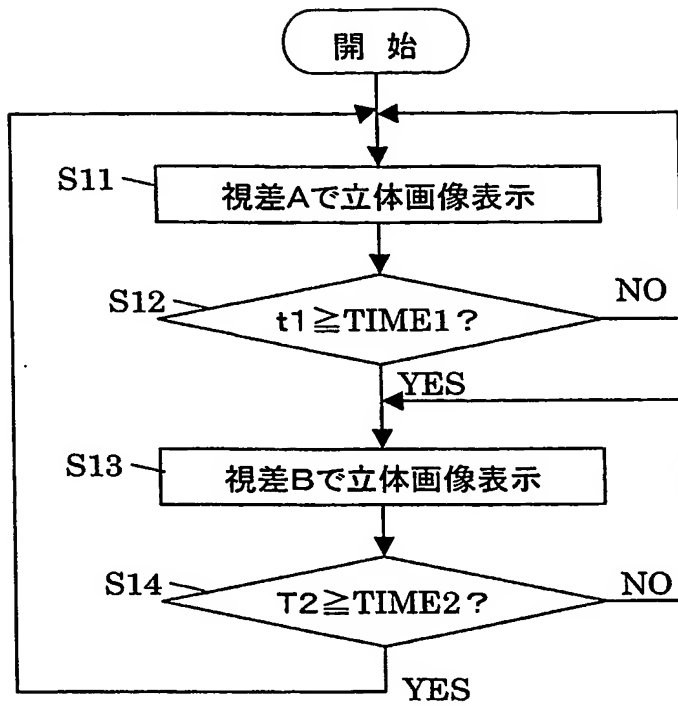 開始
S11
視差Aで立体画像表示
S12
t1≧TIME1?
NO
YES
S13
視差Bで立体画像表示
S14
T2≧TIME2?
NO
YES